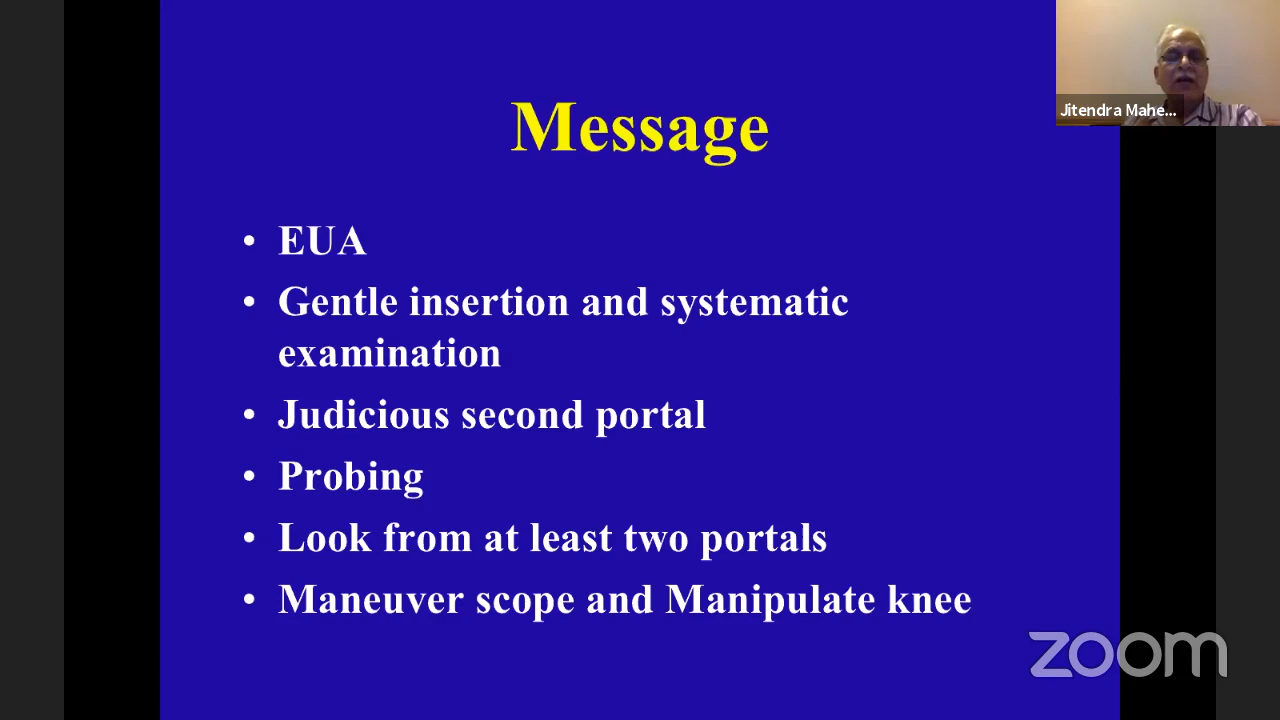 Message
• EUA
• Gentle insertion and systematic
examination
• Judicious second portal
• Probing
• Look from at least two portals
• Maneuver scope and Manipulate knee
Jitendra Mahe...
zoom